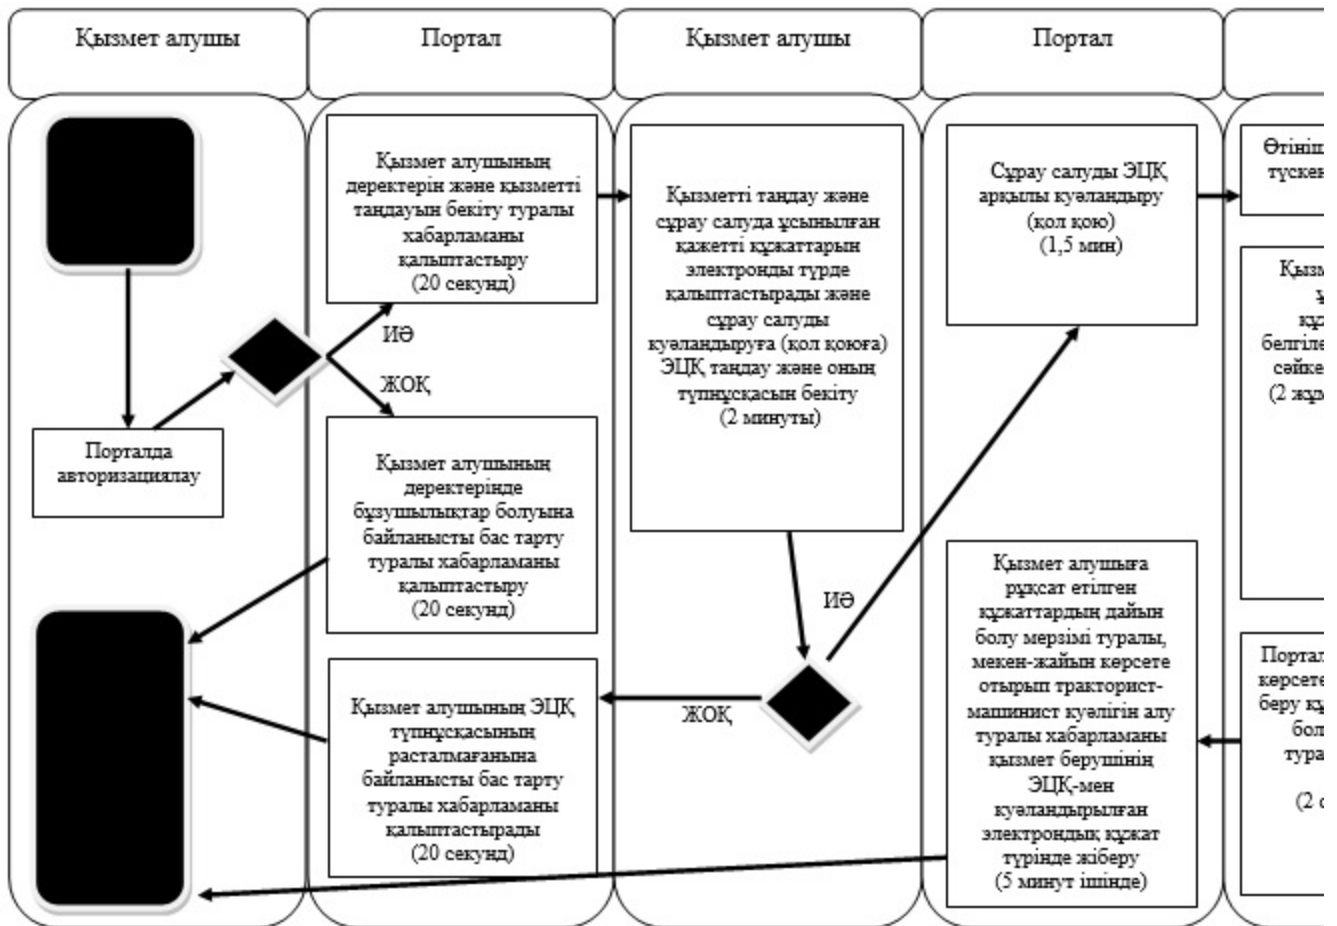 Қызмет алушы
Портал
Қызмет алушы
Портал
Порталда
авторизациялау
Қызмет алушының
деректерін және қызметті
таңдауын бекіту туралы
хабарламаны
қалыптастыру
(20 секунд)
ИӘ
ЖОҚ
Қызмет алушының
деректерінде
бұзушылықтар болуына
байланысты бас тарту
туралы хабарламаны
қалыптастыру
(20 секунд)
Қызмет алушының ЭЦҚ
түпнұсқасының
расталмағанына
байланысты бас тарту
туралы хабарламаны
қалыптастырады
(20 секунд)
Қызметті таңдау және
сұрау салуда ұсынылған
қажетті құжаттарын
электронды түрде
қалыптастырады және
сұрау салуды
куәландыруға (қол қоюға)
ЭЦҚ таңдау және оның
түпнұсқасын бекіту
(2 минуты)
ИӘ
ЖОҚ
Сұрау салуды ЭЦҚ
арқылы куәландыру
(қол қою)
(1,5 мин)
Қызмет алушыға
рұқсат етілген
құжаттардың дайын
болу мерзімі туралы,
мекен-жайын көрсете
отырып тракторист-
машинист куәлігін алу
туралы хабарламаны
қызмет берушінің
ЭЦҚ-мен
куәландырылған
электрондық құжат
түрінде жіберу
(5 минут ішінде)